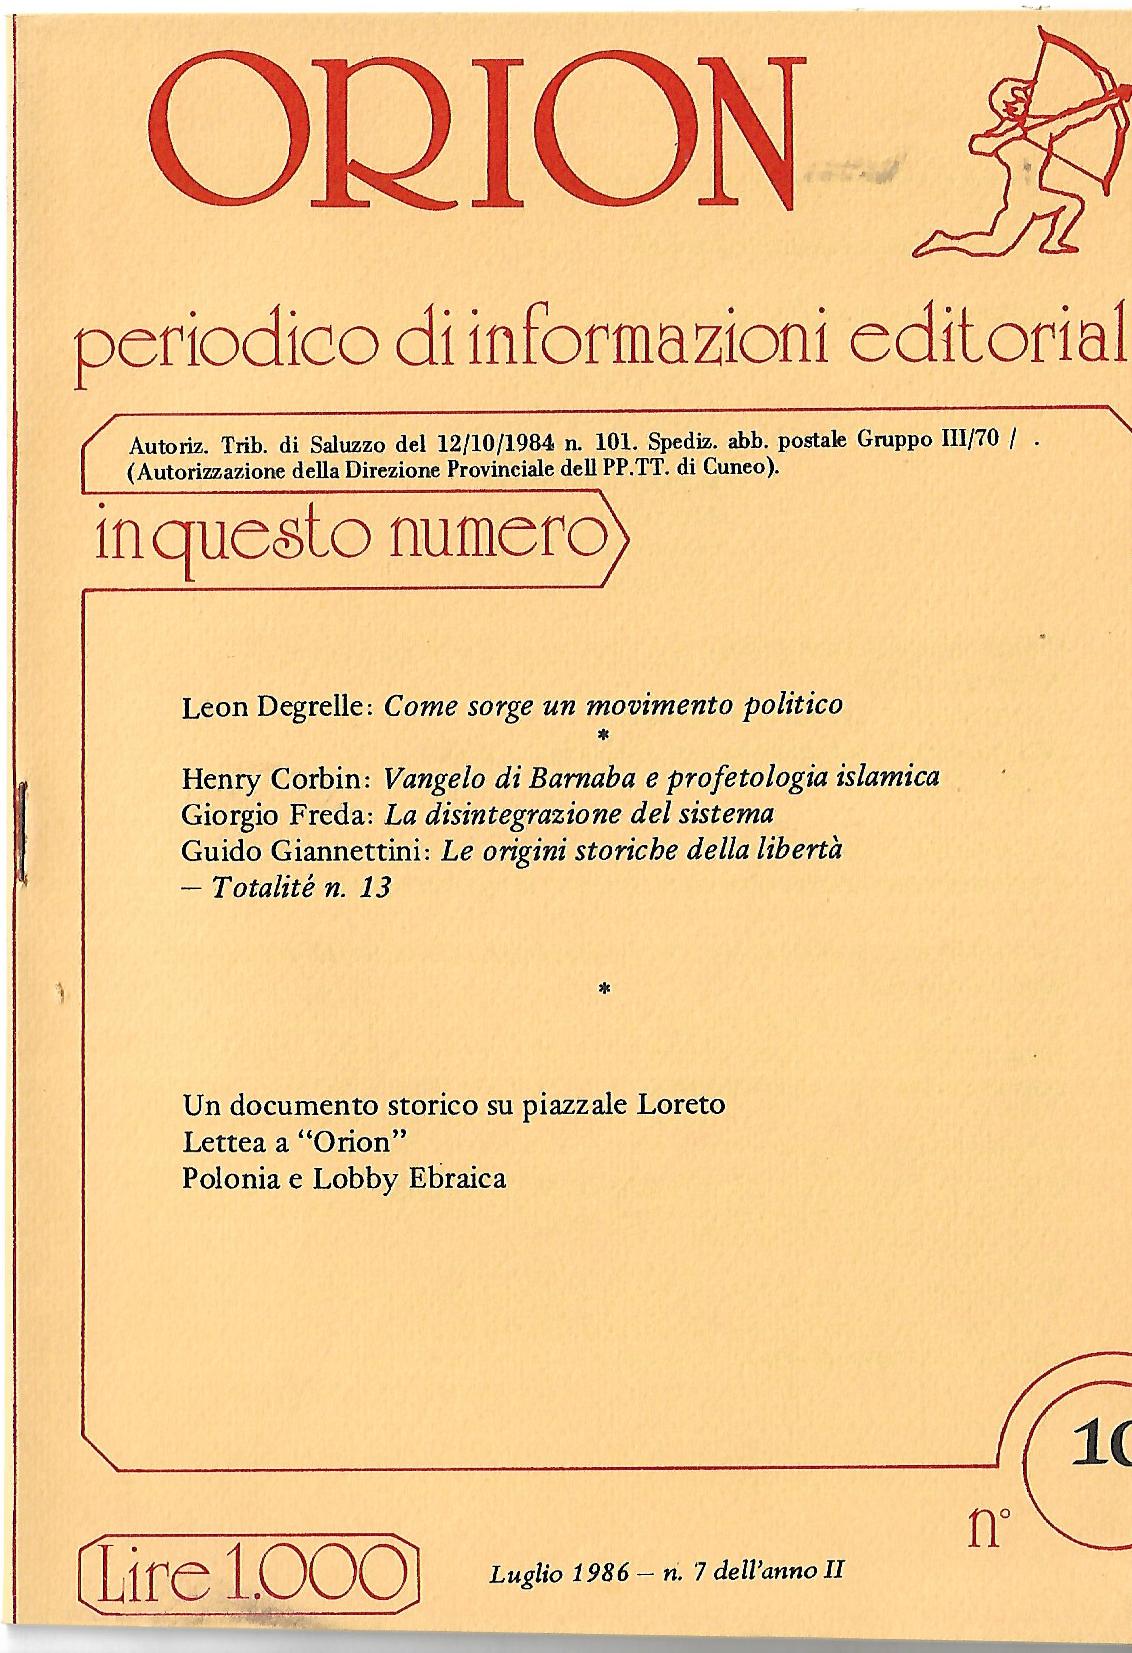 ORION
periodico di informazioni editorial
Autoriz. Trib. di Saluzzo del 12/10/1984 n. 101. Spediz. abb. postale Gruppo III/70 / .
(Autorizzazione della Direzione Provinciale dell PP.TT. di Cuneo).
in questo numero
Leon Degrelle: Come sorge un movimento politico
*
Henry Corbin: Vangelo di Barnaba e profetologia islamica
Giorgio Freda: La disintegrazione del sistema
Guido Giannettini: Le origini storiche della libertà
— Totalité n. 13
*
Un documento storico su piazzale Loreto
Lettea a “Orion”
Polonia e Lobby Ebraica
n° 10
Lire 1.000
Luglio 1986 — n. 7 dell'anno II